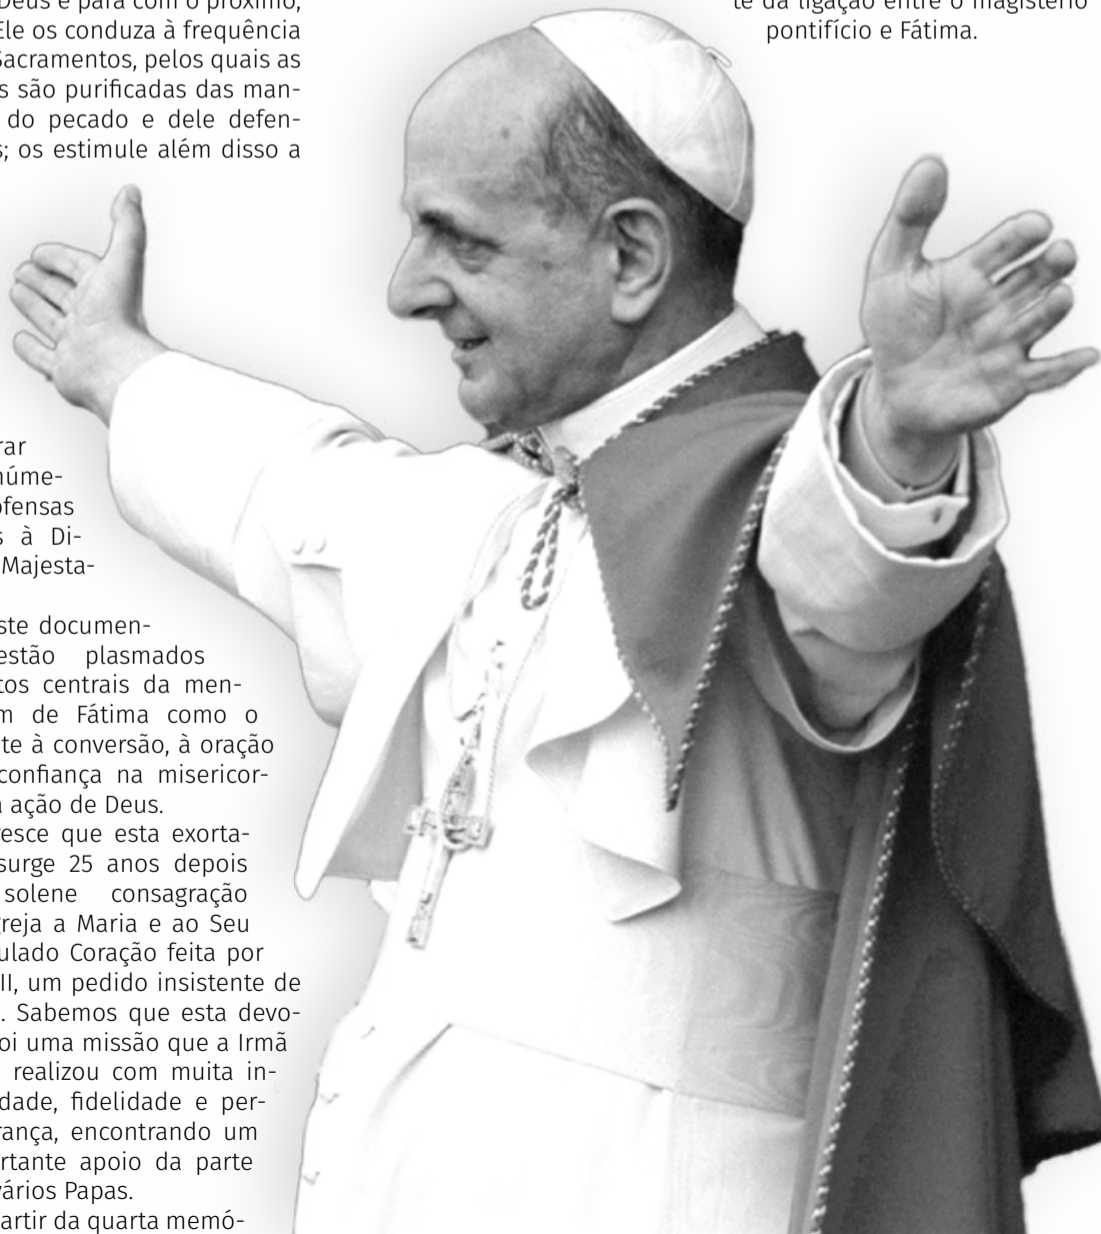 Deus e para com o próximo,
Ele os conduza à frequência
Sacramentos, pelos quais as
s são purificadas das man-
do pecado e dele defen-
s; os estimule além disso a
rar
núme-
ofensas
s à Di-
Majesta-
ste documen-
estão plasmados
tos centrais da men-
m de Fátima como o
te à conversão, à oração
confiança na misericor-
a ação de Deus.
resce que esta exorta-
surge 25 anos depois
solene consagração
greja a Maria e ao Seu
ulado Coração feita por
II, um pedido insistente de
. Sabemos que esta devo-
oi uma missão que a Irmã
realizou com muita in-
dade, fidelidade e per-
rança, encontrando um
rtante apoio da parte
vários Papas.
artir da quarta memó-
te da ligação entre o magistério
pontifício e Fátima.